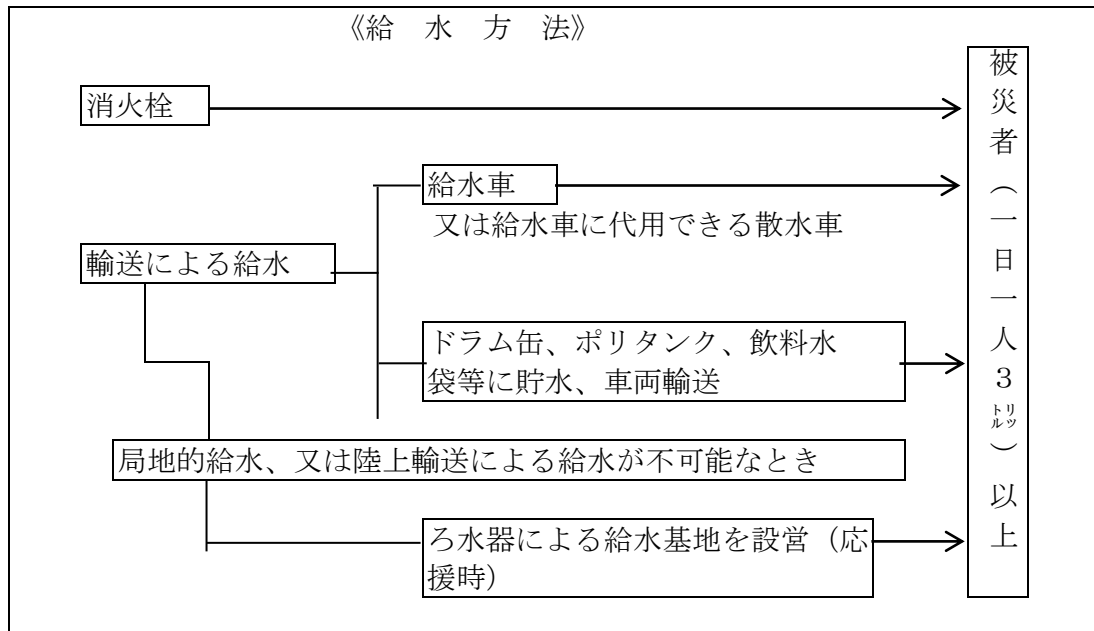 《給　水　方　法》
消火栓
給水車
又は給水車に代用できる散水車
輸送による給水
ドラム缶、ポリタンク、飲料水
袋等に貯水、車両輸送
局地的給水、又は陸上輸送による給水が不可能なとき
ろ水器による給水基地を設営（応
援時）
被災者（一日一人３㍑）以上